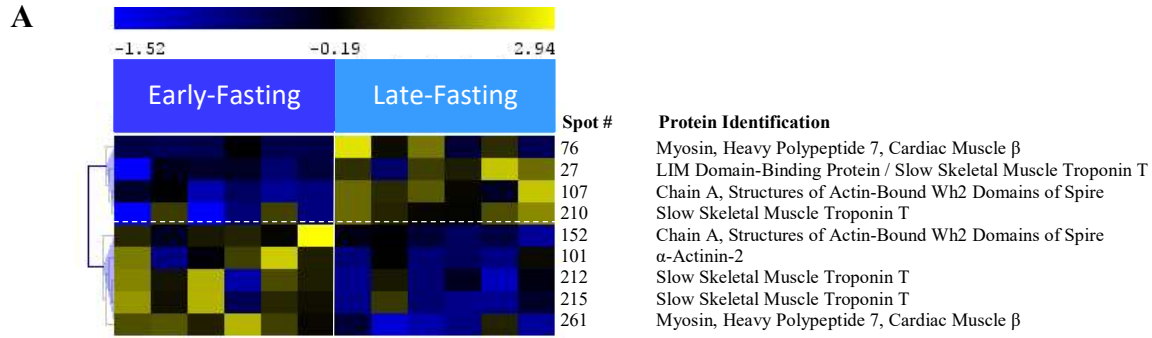 A
-1.52 -0.19 2.94
Early-Fasting Late-Fasting
Spot # Protein Identification
76 Myosin, Heavy Polypeptide 7, Cardiac Muscle β
27 LIM Domain-Binding Protein / Slow Skeletal Muscle Troponin T
107 Chain A, Structures of Actin-Bound Wh2 Domains of Spire
210 Slow Skeletal Muscle Troponin T
152 Chain A, Structures of Actin-Bound Wh2 Domains of Spire
101 α-Actinin-2
212 Slow Skeletal Muscle Troponin T
215 Slow Skeletal Muscle Troponin T
261 Myosin, Heavy Polypeptide 7, Cardiac Muscle β